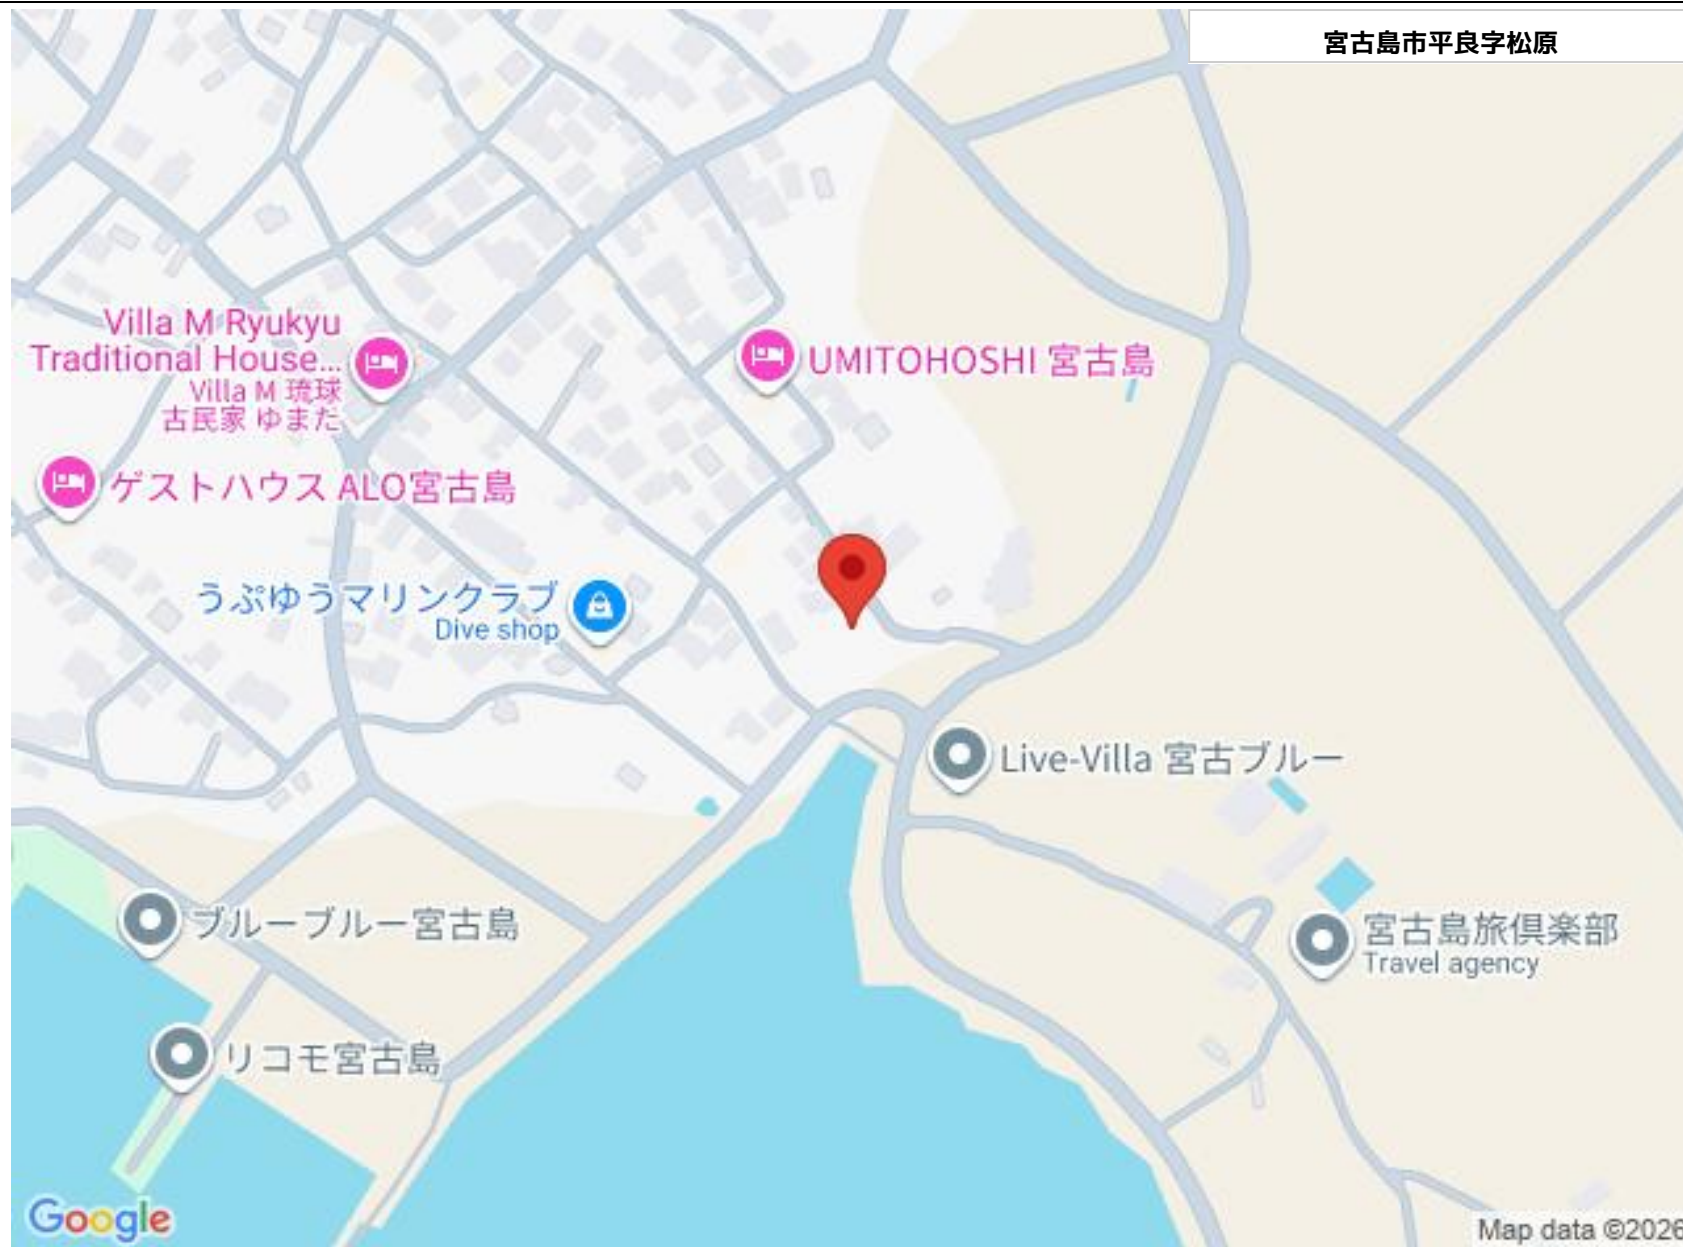 宮古島市平良字松原
Villa M Ryukyu
Traditional House...
Villa M 琉球
古民家 ゆまた
UMITOHOSHI 宮古島
ゲストハウス ALO宮古島
うぷゆうマリンクラブ
Dive shop
Live-Villa 宮古ブルー
ブルーブルー宮古島
宮古島旅倶楽部
Travel agency
リコモ宮古島
Google
Map data ©2026